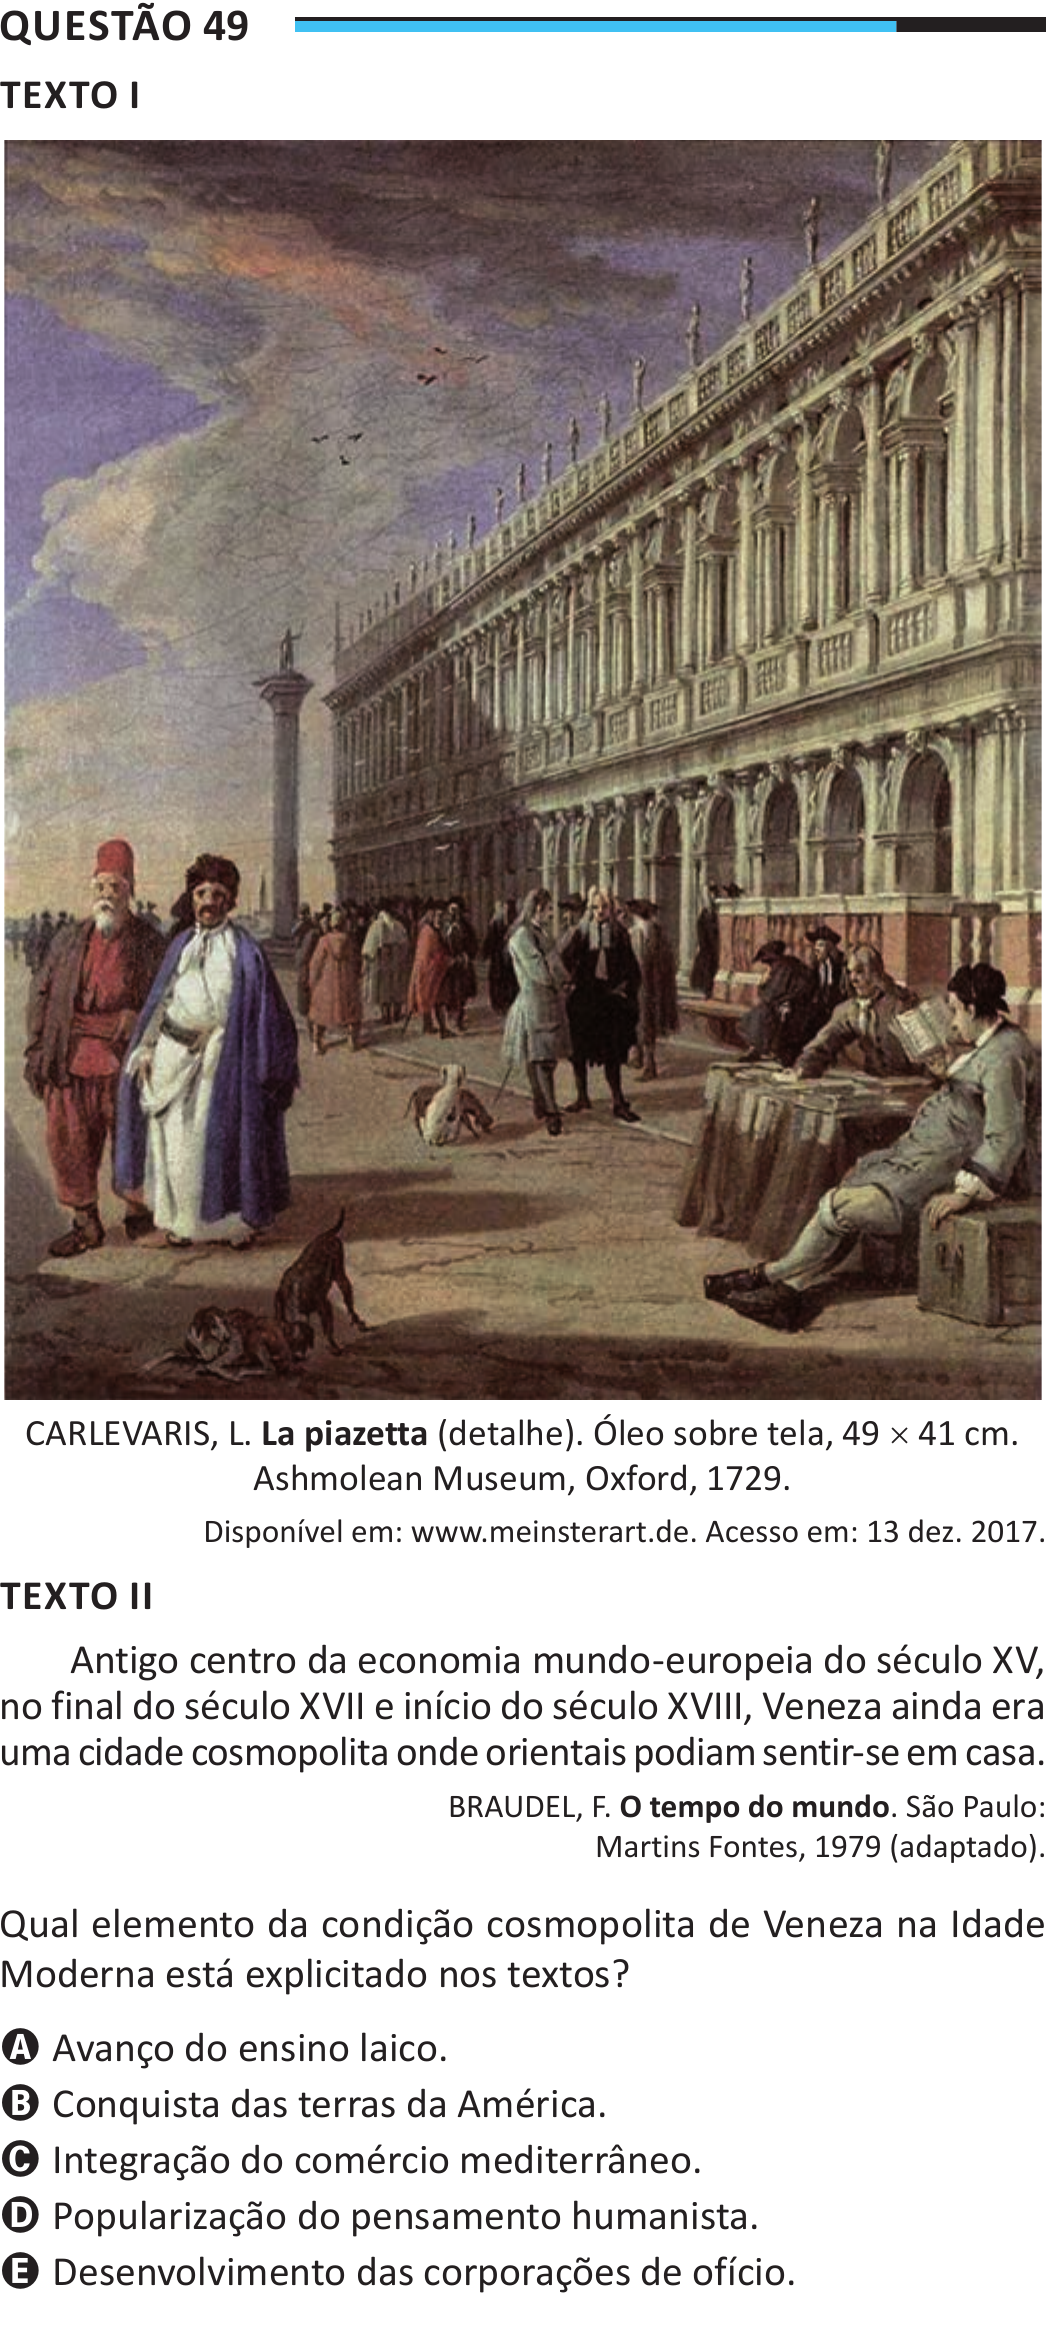 QUESTÃO 49
TEXTO I
CARLEVARIS, L. La piazetta (detalhe). Óleo sobre tela, 49 × 41 cm.
Ashmolean Museum, Oxford, 1729.
Disponível em: www.meinsterart.de. Acesso em: 13 dez. 2017.
TEXTO II
Antigo centro da economia mundo-europeia do século XV,
no final do século XVII e início do século XVIII, Veneza ainda era
uma cidade cosmopolita onde orientais podiam sentir-se em casa.
BRAUDEL, F. O tempo do mundo. São Paulo:
Martins Fontes, 1979 (adaptado).
Qual elemento da condição cosmopolita de Veneza na Idade
Moderna está explicitado nos textos?
A Avanço do ensino laico.
B Conquista das terras da América.
C Integração do comércio mediterrâneo.
D Popularização do pensamento humanista.
E Desenvolvimento das corporações de ofício.